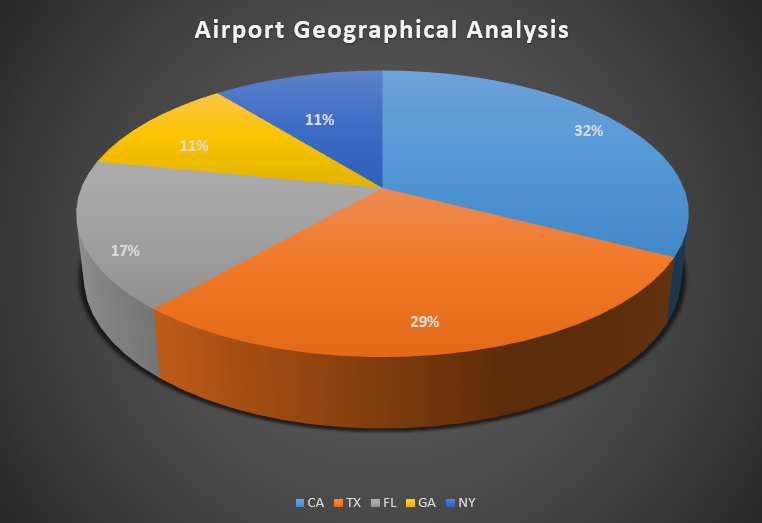 Airport Geographical Analysis
11%
32%
11%
17%
29%
CA TX FL GA NY